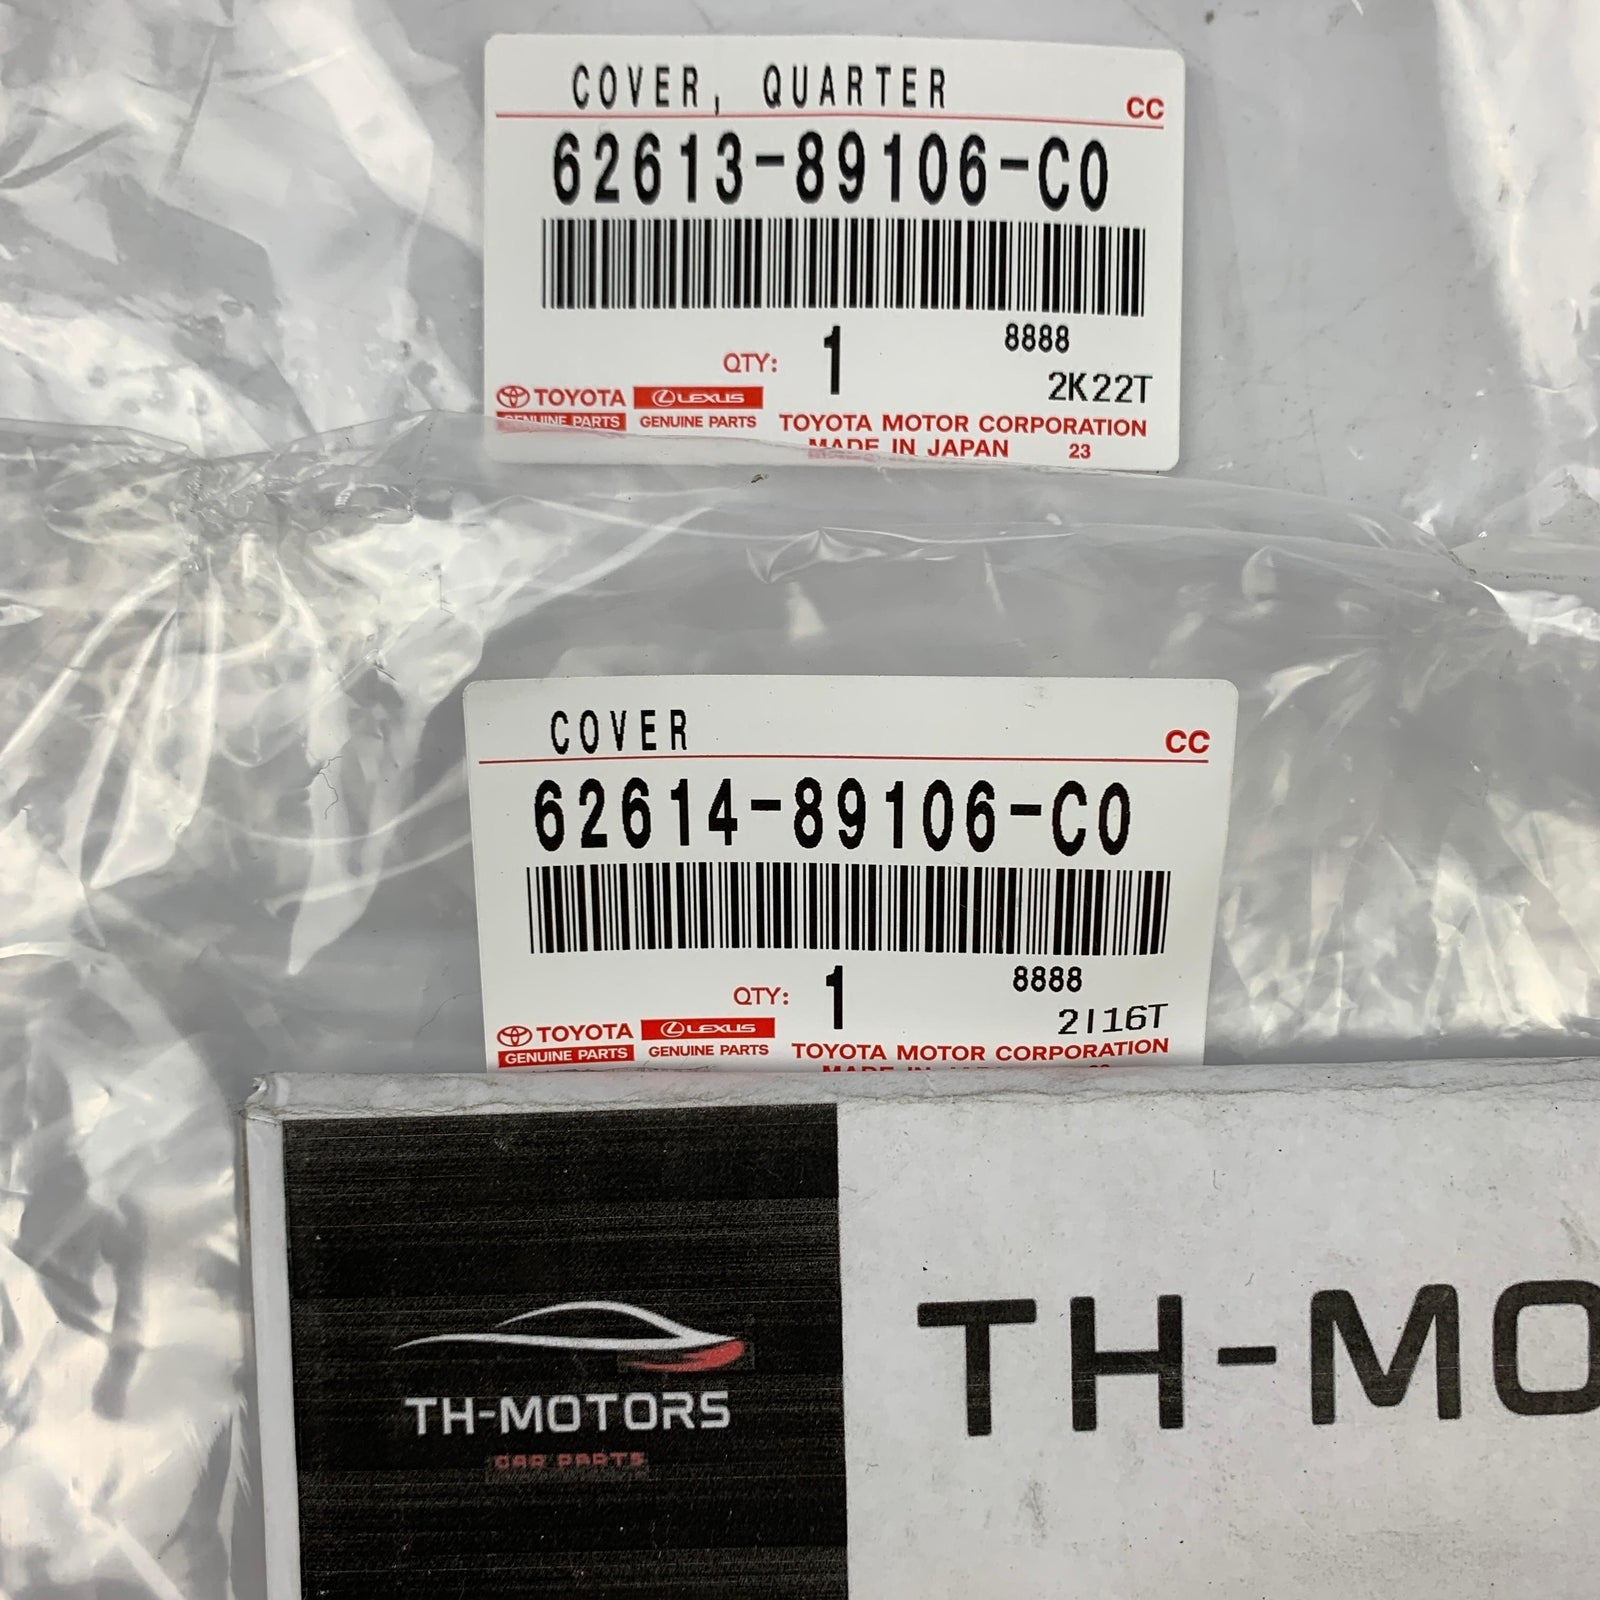 COVER, QUARTER
CC
62613-89106-C0
QTY: 1
8888
2K22T
TOYOTA LEXUS
GENUINE PARTS GENUINE PARTS
TOYOTA MOTOR CORPORATION
MADE IN JAPAN 23
COVER
CC
62614-89106-C0
QTY: 1
8888
2I16T
TOYOTA LEXUS
GENUINE PARTS GENUINE PARTS
TOYOTA MOTOR CORPORATION
MADE IN
TH-MOTORS
CAR PARTS
TH-MO